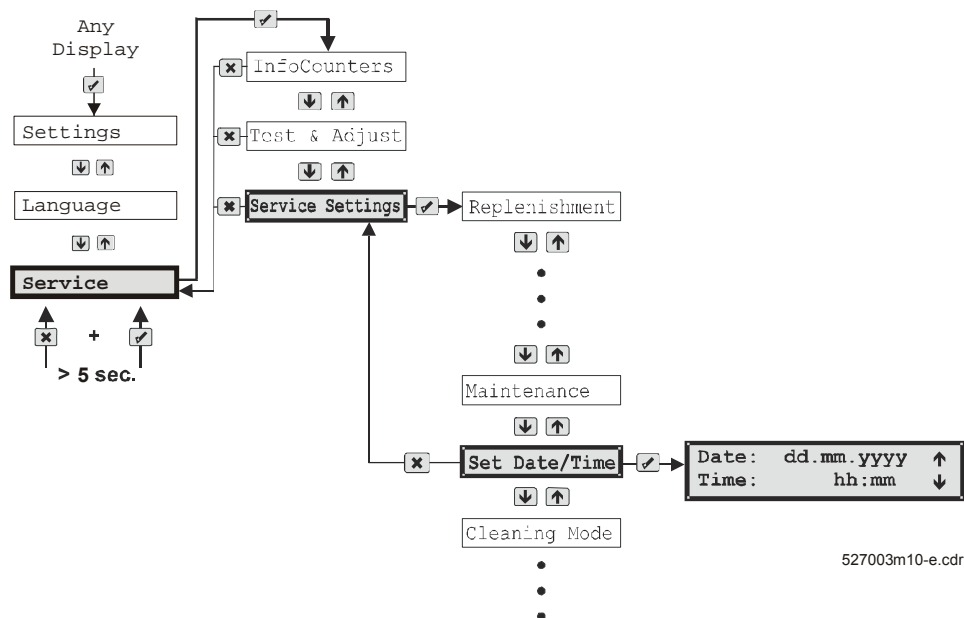 Any
Display
Settings
Language
Service
+
> 5 sec.
InfoCounters
Test & Adjust
Service Settings
Replenishment
Maintenance
Set Date/Time
Cleaning Mode
Date: dd.mm.yyyy ↑
Time: hh:mm ↓
527003m10-e.cdr